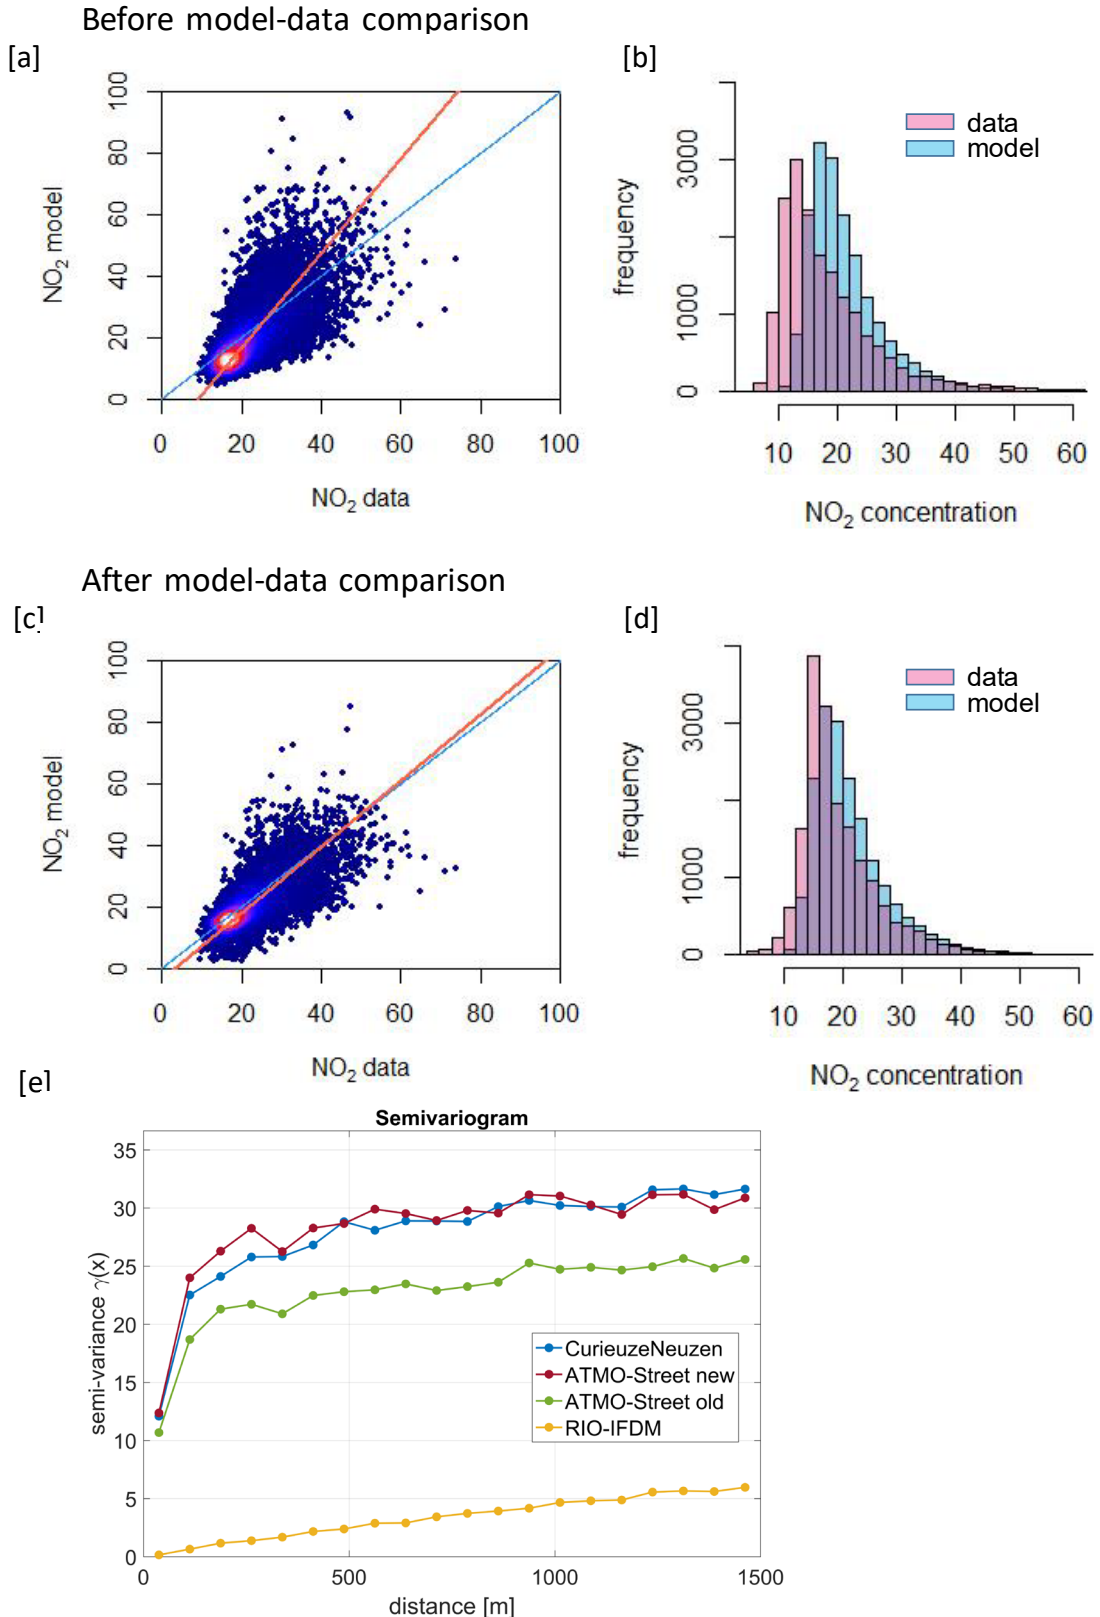 Before model-data comparison
[a]
[b]
100
80
60
40
20
0
NO2 model
0 20 40 60 80 100
NO2 data
data
model
3000
1000
0
frequency
10 20 30 40 50 60
NO2 concentration
After model-data comparison
[c]
[d]
100
80
60
40
20
0
NO2 model
0 20 40 60 80 100
NO2 data
data
model
3000
1000
0
frequency
10 20 30 40 50 60
NO2 concentration
[e]
Semivariogram
35
30
25
20
15
10
5
0
semi-variance γ(x)
CurieuzeNeuzen
ATMO-Street new
ATMO-Street old
RIO-IFDM
0 500 1000 1500
distance [m]